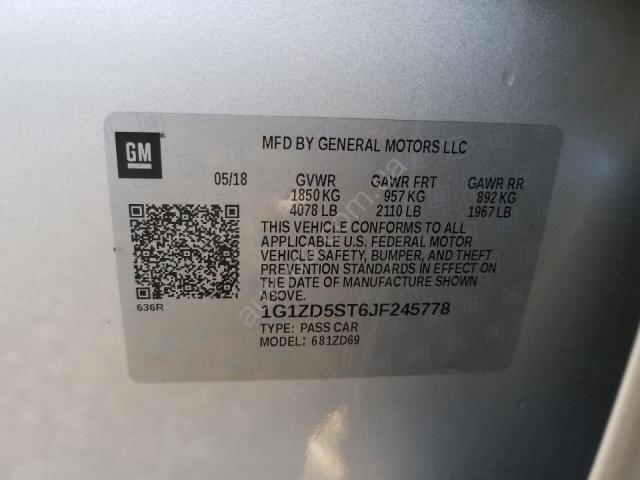 GM
MFD BY GENERAL MOTORS LLC
05/18 GVWR GAWR FRT GAWR RR
1850 KG 957 KG 892 KG
4078 LB 2110 LB 1967 LB
THIS VEHICLE CONFORMS TO ALL
APPLICABLE U.S. FEDERAL MOTOR
VEHICLE SAFETY, BUMPER, AND THEFT
PREVENTION STANDARDS IN EFFECT ON
THE DATE OF MANUFACTURE SHOWN
ABOVE.
636R
1G1ZD5ST6JF245778
TYPE: PASS CAR
MODEL: 681ZD69